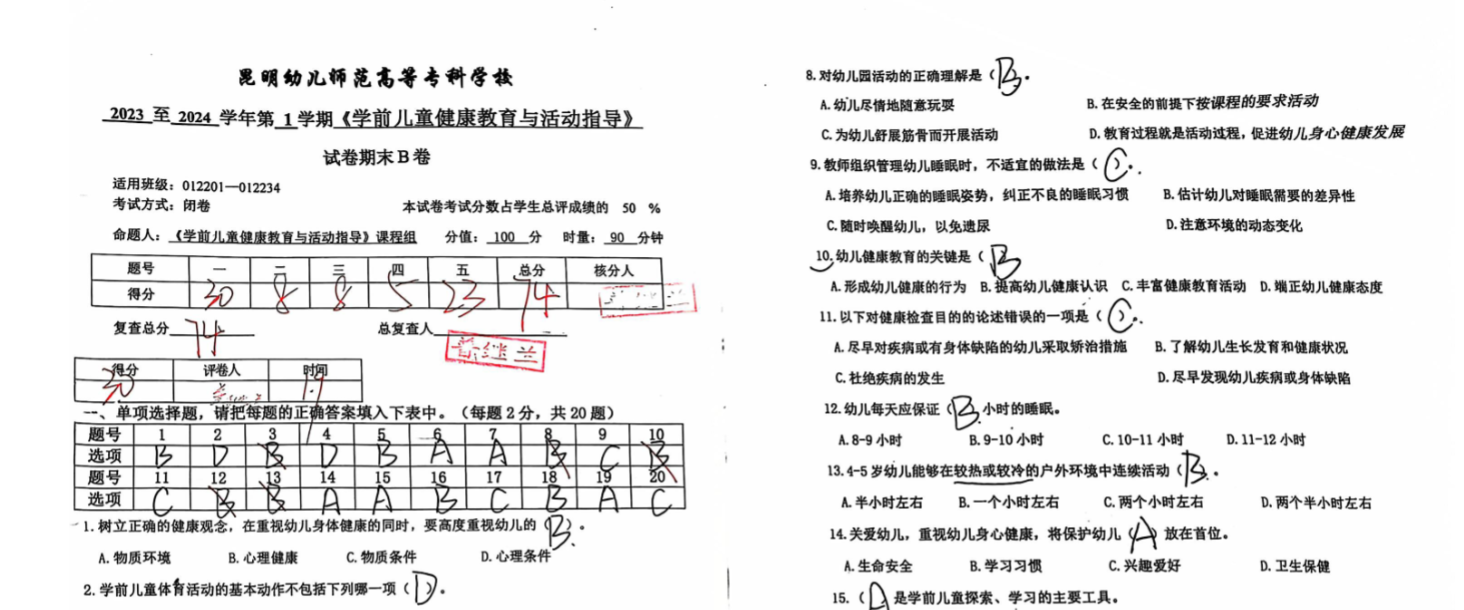 昆明幼儿师范高等专科学校
2023 至 2024 学年第 1 学期《学前儿童健康教育与活动指导》
试卷期末B卷
适用班级：012201—012234
考试方式：闭卷 本试卷考试分数占学生总评成绩的 50 %
命题人：《学前儿童健康教育与活动指导》课程组 分值：100 分 时量：90 分钟
题号 一 二 三 四 五 总分 核分人
得分 30 8 8 5 23 74
复查总分 74 总复查人
得分 评卷人 时间
30 1.9
一、单项选择题，请把每题的正确答案填入下表中。（每题2分，共20题）
题号 1 2 3 4 5 6 7 8 9 10
选项 B D B D B A A B C B
题号 11 12 13 14 15 16 17 18 19 20
选项 C B B A A B C B A C
1.树立正确的健康观念，在重视幼儿身体健康的同时，要高度重视幼儿的（B）。
A.物质环境 B.心理健康 C.物质条件 D.心理条件
2.学前儿童体育活动的基本动作不包括下列哪一项（D）。
8.对幼儿园活动的正确理解是（B）。
A.幼儿尽情地随意玩耍 B.在安全的前提下按课程的要求活动
C.为幼儿舒展筋骨而开展活动 D.教育过程就是活动过程，促进幼儿身心健康发展
9.教师组织管理幼儿睡眠时，不适宜的做法是（C）。
A.培养幼儿正确的睡眠姿势，纠正不良的睡眠习惯 B.估计幼儿对睡眠需要的差异性
C.随时唤醒幼儿，以免遗尿 D.注意环境的动态变化
10.幼儿健康教育的关键是（B
A.形成幼儿健康的行为 B.提高幼儿健康认识 C.丰富健康教育活动 D.端正幼儿健康态度
11.以下对健康检查目的的论述错误的一项是（C）。
A.尽早对疾病或有身体缺陷的幼儿采取矫治措施 B.了解幼儿生长发育和健康状况
C.杜绝疾病的发生 D.尽早发现幼儿疾病或身体缺陷
12.幼儿每天应保证（B）小时的睡眠。
A.8-9小时 B.9-10小时 C.10-11小时 D.11-12小时
13.4-5岁幼儿能够在较热或较冷的户外环境中连续活动（B）。
A.半小时左右 B.一个小时左右 C.两个小时左右 D.两个半小时左右
14.关爱幼儿，重视幼儿身心健康，将保护幼儿（A）放在首位。
A.生命安全 B.学习习惯 C.兴趣爱好 D.卫生保健
15.（A）是学前儿童探索、学习的主要工具。